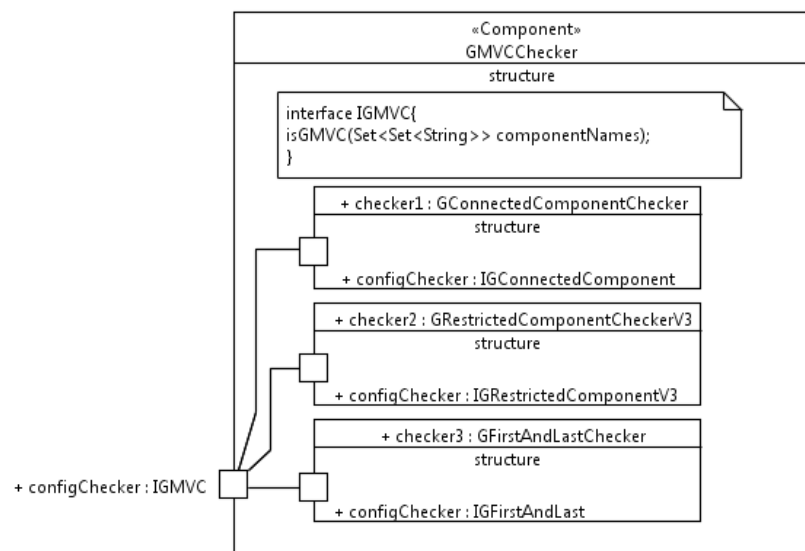 «Component»
GMVCChecker
structure
interface IGMVC{
isGMVC(Set<Set<String>> componentNames);
}
+ checker1 : GConnectedComponentChecker
structure
+ configChecker : IGConnectedComponent
+ checker2 : GRestrictedComponentCheckerV3
structure
+ configChecker : IGRestrictedComponentV3
+ checker3 : GFirstAndLastChecker
structure
+ configChecker : IGMVC
+ configChecker : IGFirstAndLast